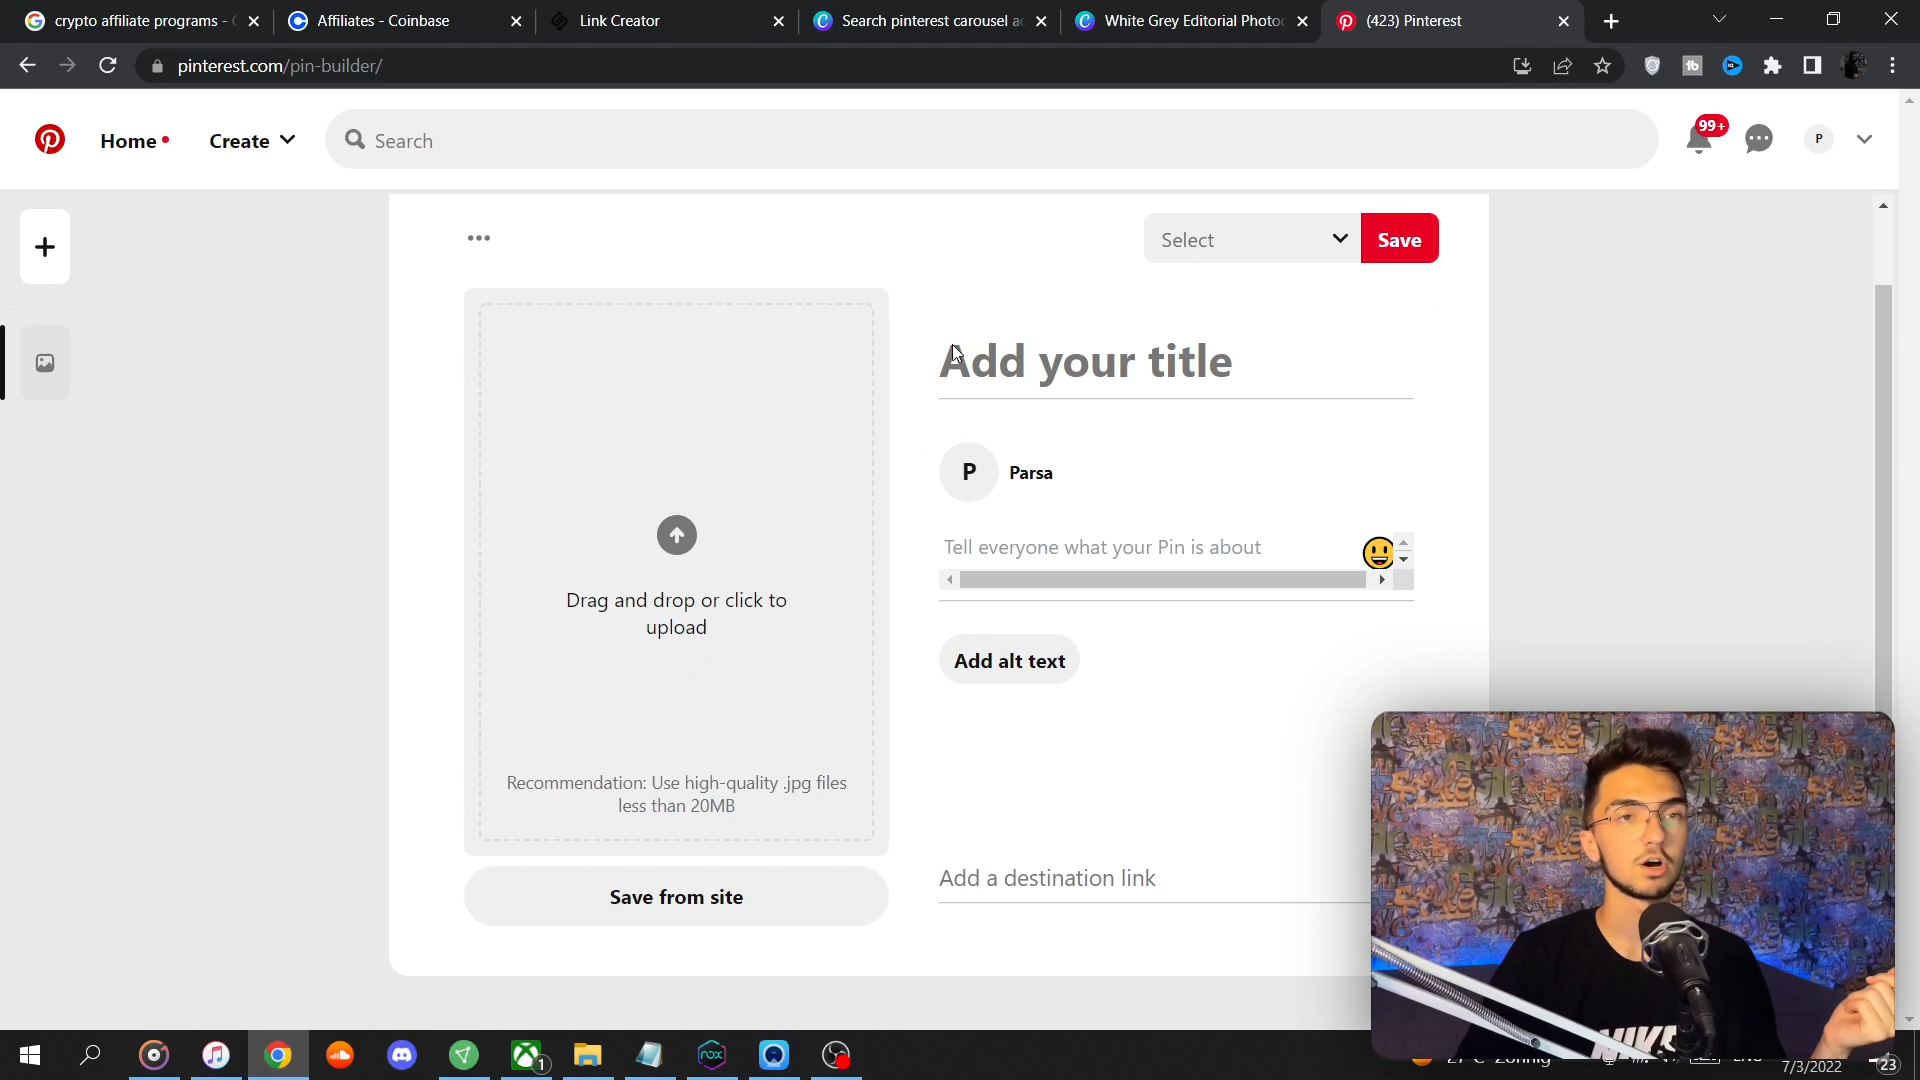 crypto affiliate programs -
Affiliates - Coinbase
Link Creator
Search pinterest carousel a
White Grey Editorial Photo
(423) Pinterest
pinterest.com/pin-builder/
Home
Create
Search
99+
P
Select
Save
Add your title
P
Parsa
Tell everyone what your Pin is about
Drag and drop or click to
upload
Add alt text
Recommendation: Use high-quality .jpg files
less than 20MB
Add a destination link
Save from site
NIKE
nox
1
7/3/2022
23